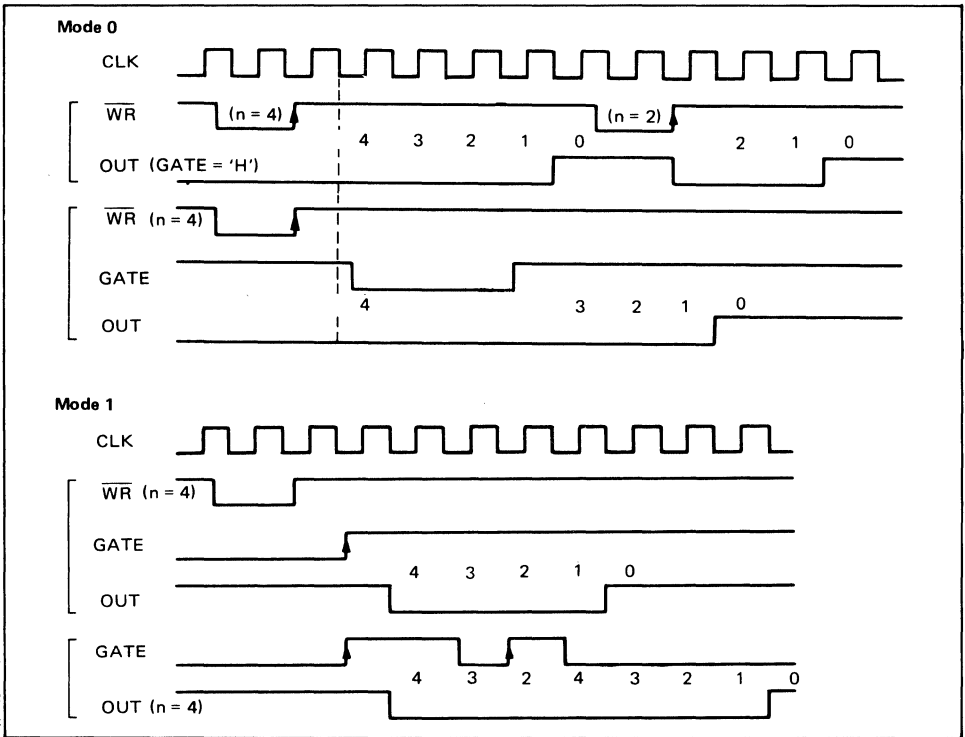 Mode 0
CLK
WR (n = 4) (n = 2)
4 3 2 1 0 2 1 0
OUT (GATE = 'H')
WR (n = 4)
GATE
4 3 2 1 0
OUT
Mode 1
CLK
WR (n = 4)
GATE
4 3 2 1 0
OUT
GATE
4 3 2 4 3 2 1 0
OUT (n = 4)